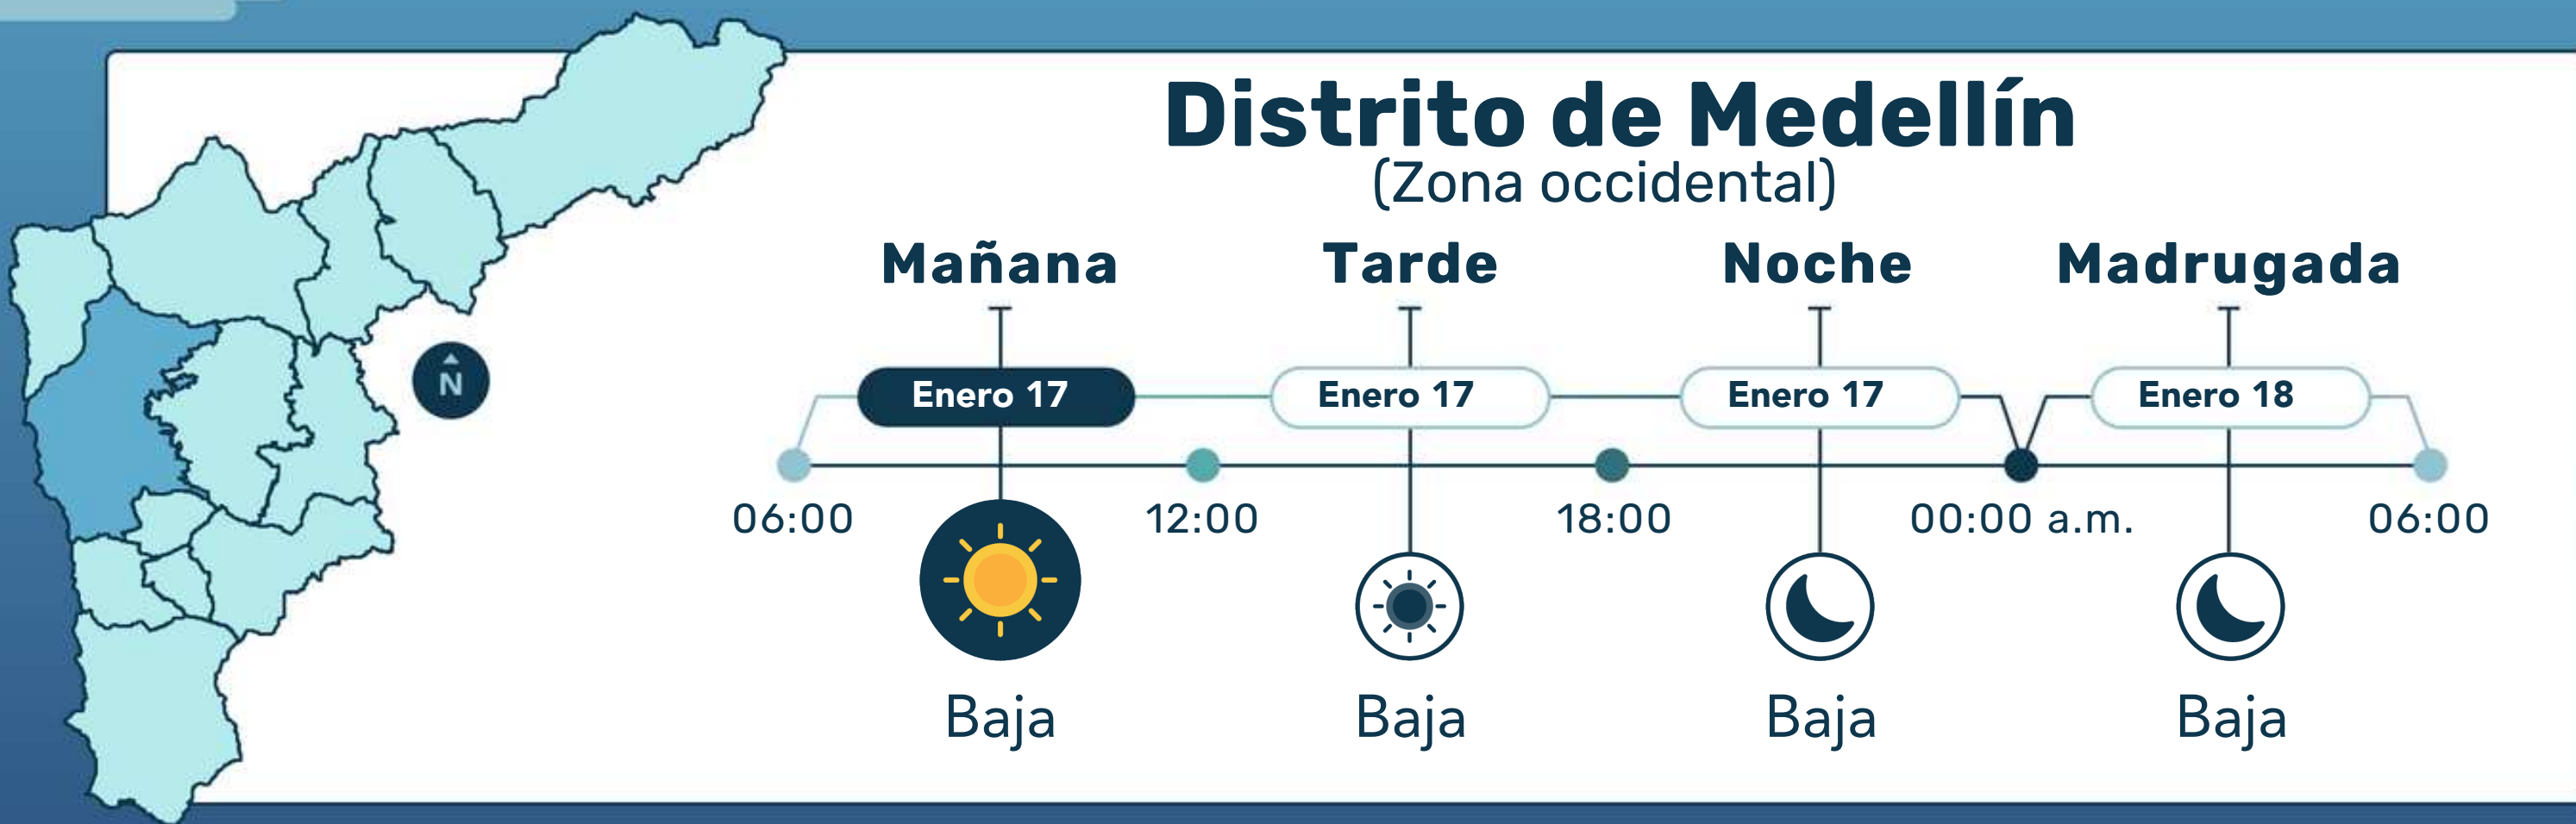 Distrito de Medellín
(Zona occidental)
Mañana Tarde Noche Madrugada
N
Enero 17 Enero 17 Enero 17 Enero 18
06:00 12:00 18:00 00:00 a.m. 06:00
Baja Baja Baja Baja